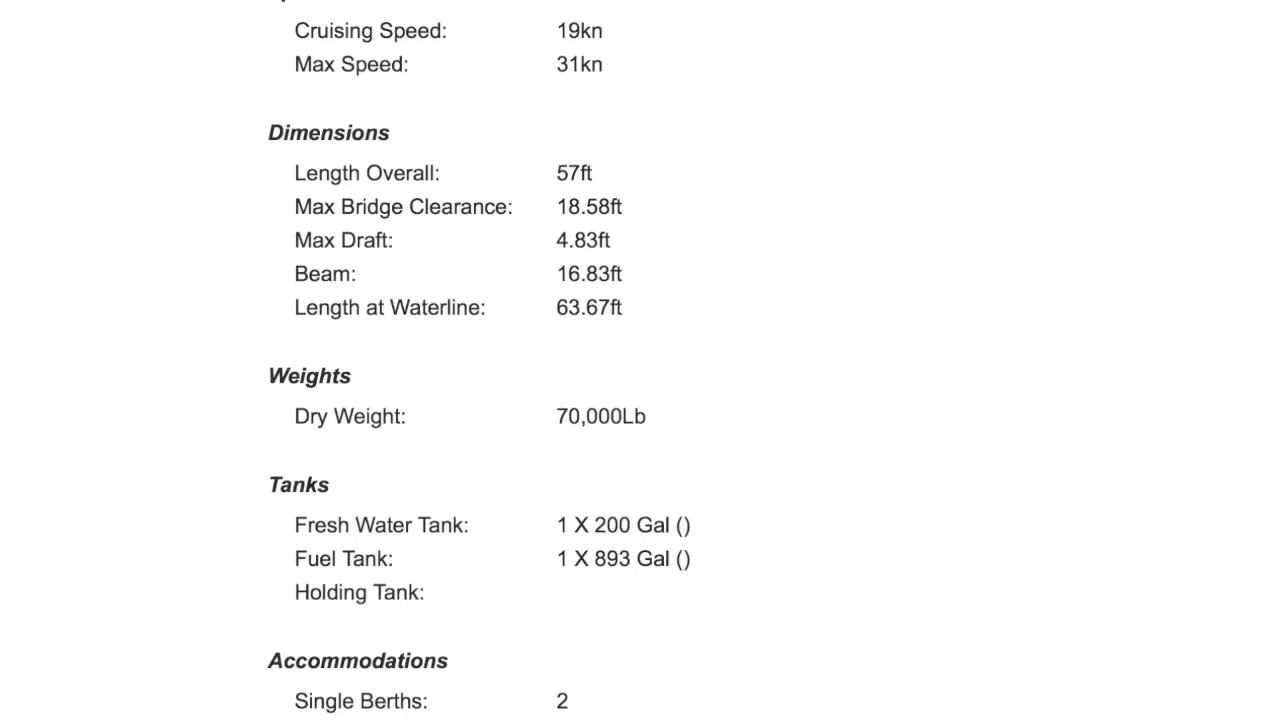 Cruising Speed: 19kn
Max Speed: 31kn
Dimensions
Length Overall: 57ft
Max Bridge Clearance: 18.58ft
Max Draft: 4.83ft
Beam: 16.83ft
Length at Waterline: 63.67ft
Weights
Dry Weight: 70,000Lb
Tanks
Fresh Water Tank: 1 X 200 Gal ()
Fuel Tank: 1 X 893 Gal ()
Holding Tank:
Accommodations
Single Berths: 2